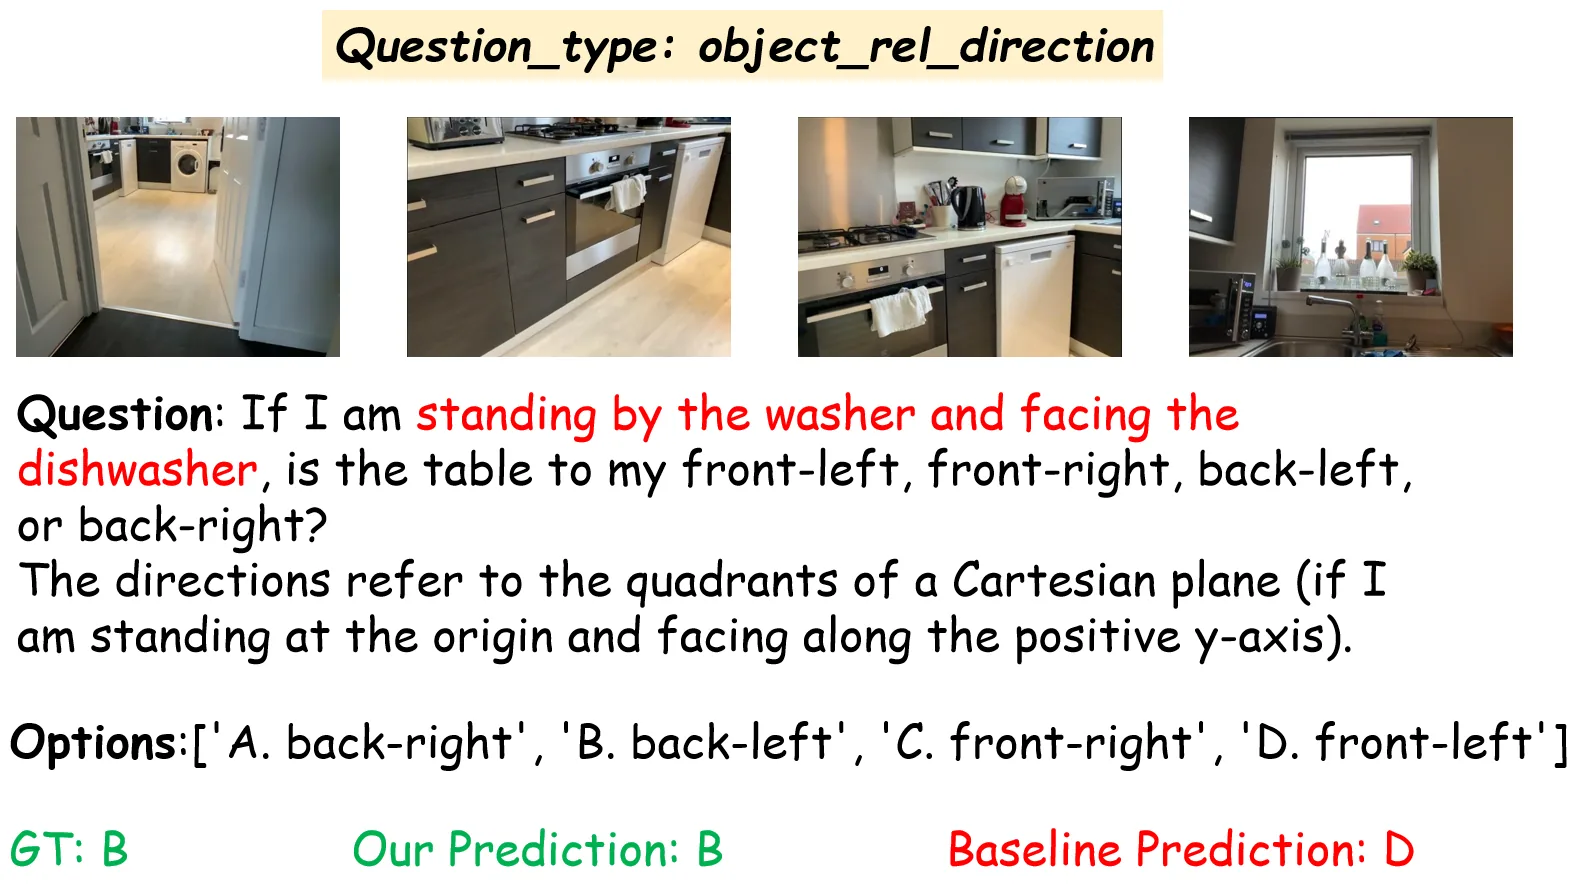 Question_type: object_rel_direction
Question: If I am standing by the washer and facing the
dishwasher, is the table to my front-left, front-right, back-left,
or back-right?
The directions refer to the quadrants of a Cartesian plane (if I
am standing at the origin and facing along the positive y-axis).
Options:['A. back-right', 'B. back-left', 'C. front-right', 'D. front-left']
GT: B Our Prediction: B Baseline Prediction: D